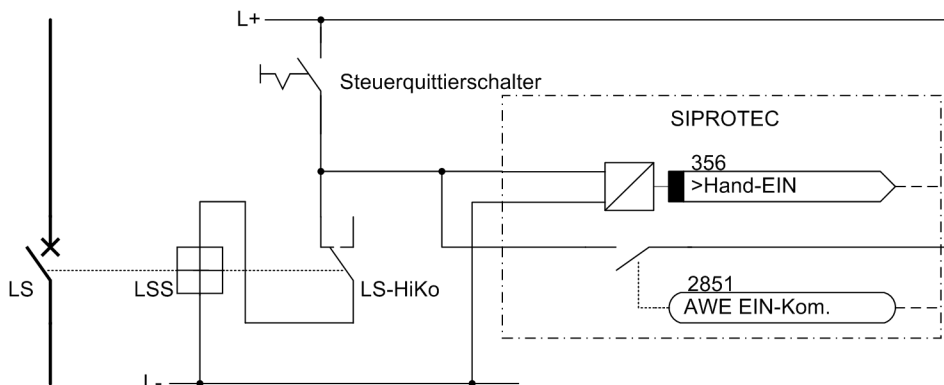 L+
Steuerquittierschalter
SIPROTEC
356
>Hand-EIN
LS
LSS
LS-HiKo
2851
AWE EIN-Kom.
L-